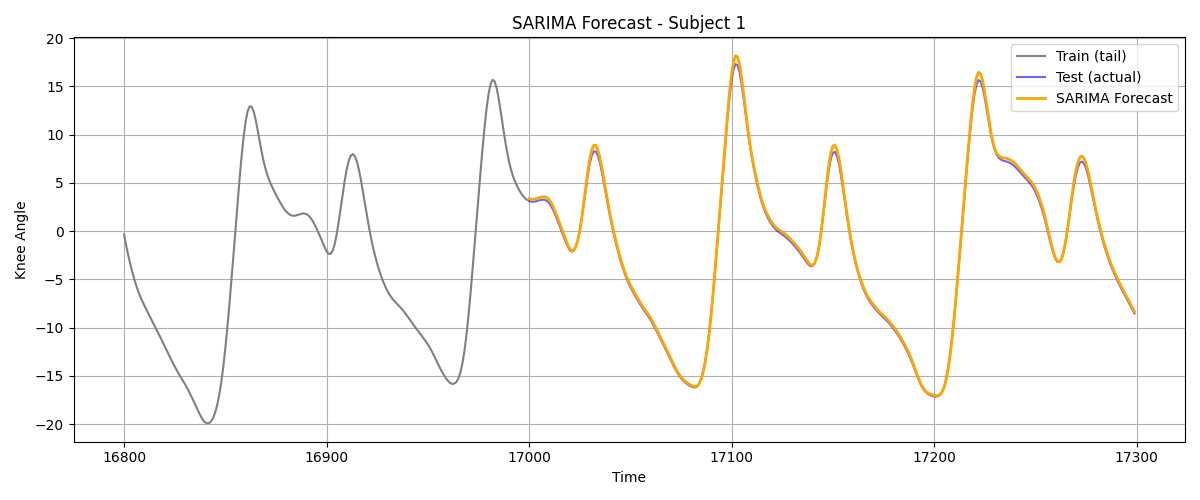 SARIMA Forecast - Subject 1
Train (tail)
Test (actual)
SARIMA Forecast
Knee Angle
20
15
10
5
0
−5
−10
−15
−20
16800 16900 17000 17100 17200 17300
Time